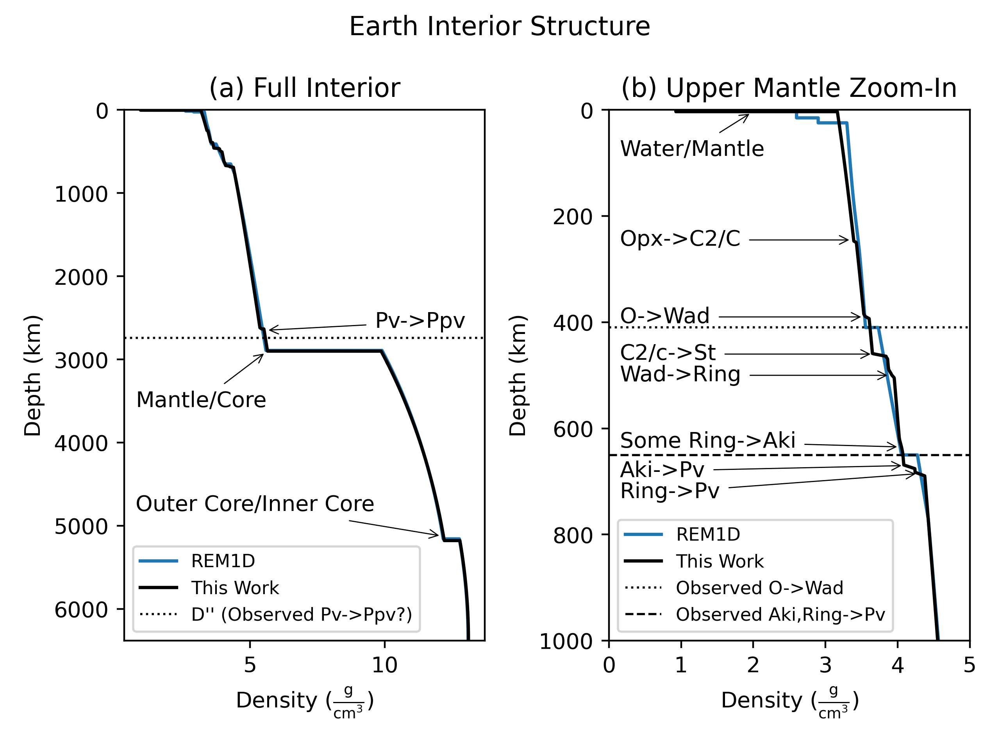 Earth Interior Structure
(a) Full Interior
0
1000
2000
3000
4000
5000
6000
Depth (km)
Pv->Ppv
Mantle/Core
Outer Core/Inner Core
REM1D
This Work
D'' (Observed Pv->Ppv?)
5 10
Density (g/cm³)
(b) Upper Mantle Zoom-In
0
200
400
600
800
1000
Depth (km)
Water/Mantle
Opx->C2/C
O->Wad
C2/c->St
Wad->Ring
Some Ring->Aki
Aki->Pv
Ring->Pv
REM1D
This Work
Observed O->Wad
Observed Aki,Ring->Pv
0 1 2 3 4 5
Density (g/cm³)